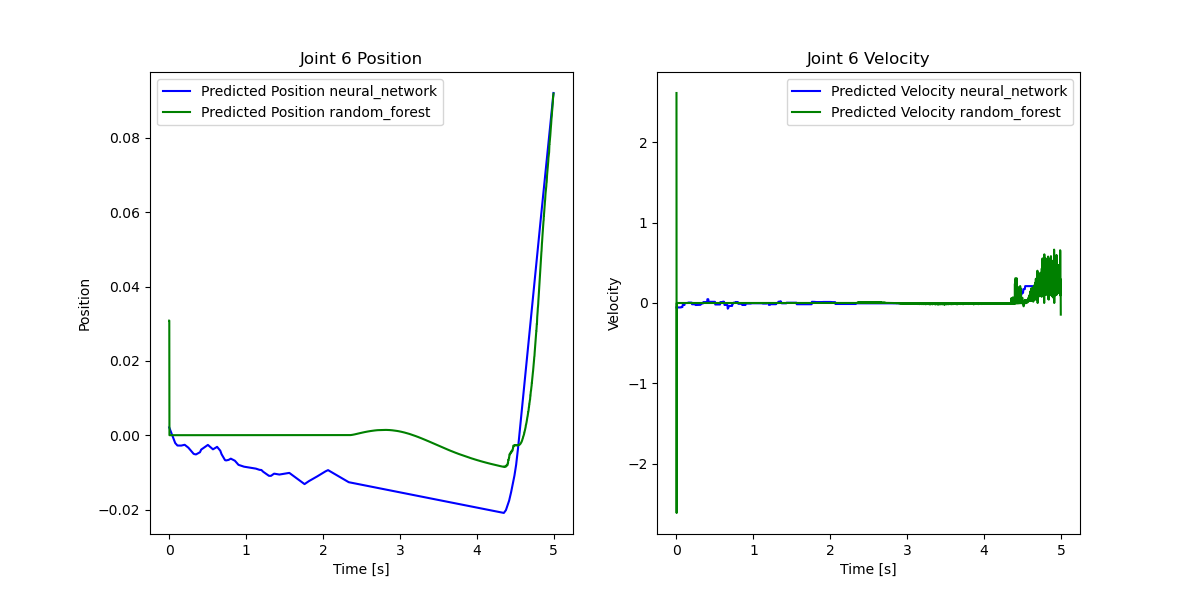 Joint 6 Position
Predicted Position neural_network
Predicted Position random_forest
0.08
0.06
0.04
0.02
0.00
−0.02
Position
0
1
2
3
4
5
Time [s]
Joint 6 Velocity
Predicted Velocity neural_network
Predicted Velocity random_forest
2
1
0
−1
−2
Velocity
0
1
2
3
4
5
Time [s]